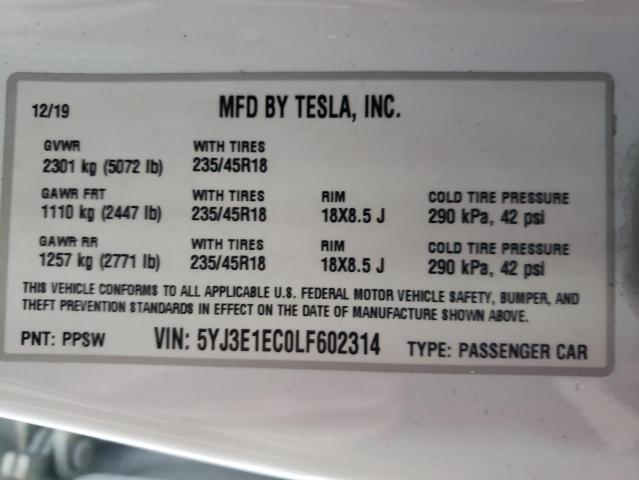 12/19 MFD BY TESLA, INC.
GVWR WITH TIRES
2301 kg (5072 lb) 235/45R18
GAWR FRT WITH TIRES RIM COLD TIRE PRESSURE
1110 kg (2447 lb) 235/45R18 18X8.5 J 290 kPa, 42 psi
GAWR RR WITH TIRES RIM COLD TIRE PRESSURE
1257 kg (2771 lb) 235/45R18 18X8.5 J 290 kPa, 42 psi
THIS VEHICLE CONFORMS TO ALL APPLICABLE U.S. FEDERAL MOTOR VEHICLE SAFETY, BUMPER, AND
THEFT PREVENTION STANDARDS IN EFFECT ON THE DATE OF MANUFACTURE SHOWN ABOVE.
PNT: PPSW VIN: 5YJ3E1EC0LF602314 TYPE: PASSENGER CAR